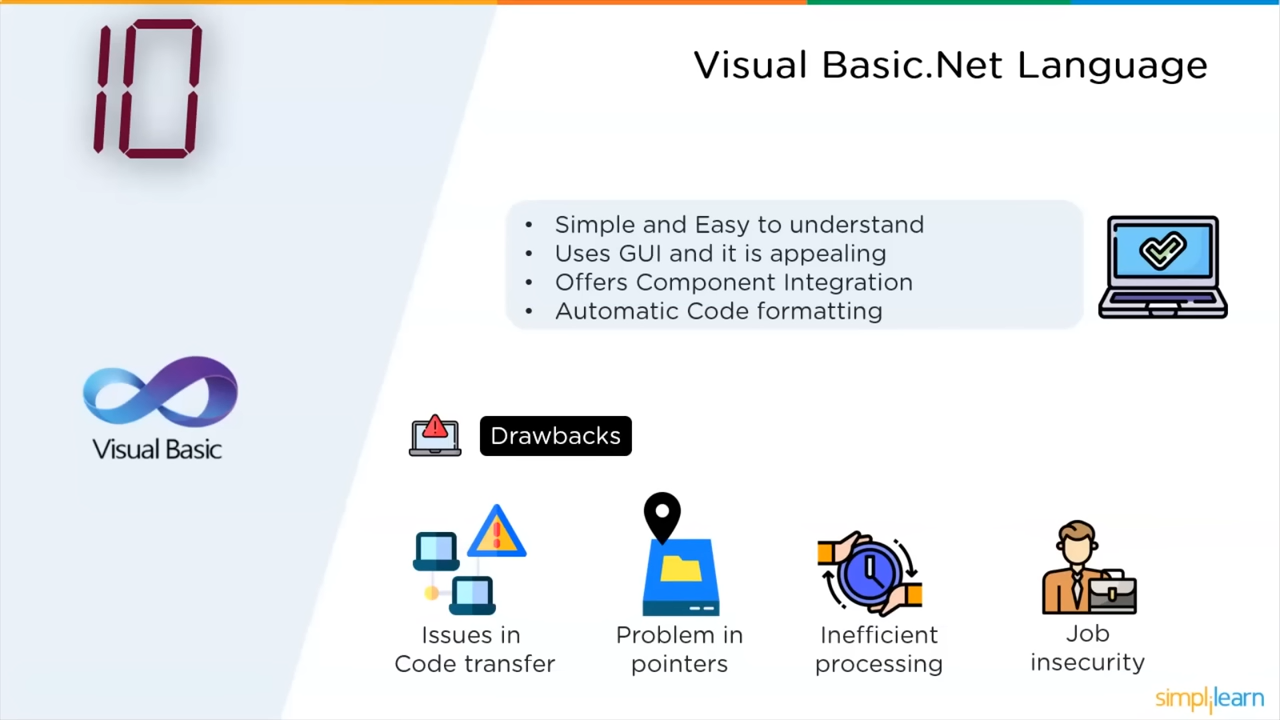 10
Visual Basic.Net Language
• Simple and Easy to understand
• Uses GUI and it is appealing
• Offers Component Integration
• Automatic Code formatting
Visual Basic
Drawbacks
Issues in
Code transfer
Problem in
pointers
Inefficient
processing
Job
insecurity
simplilearn